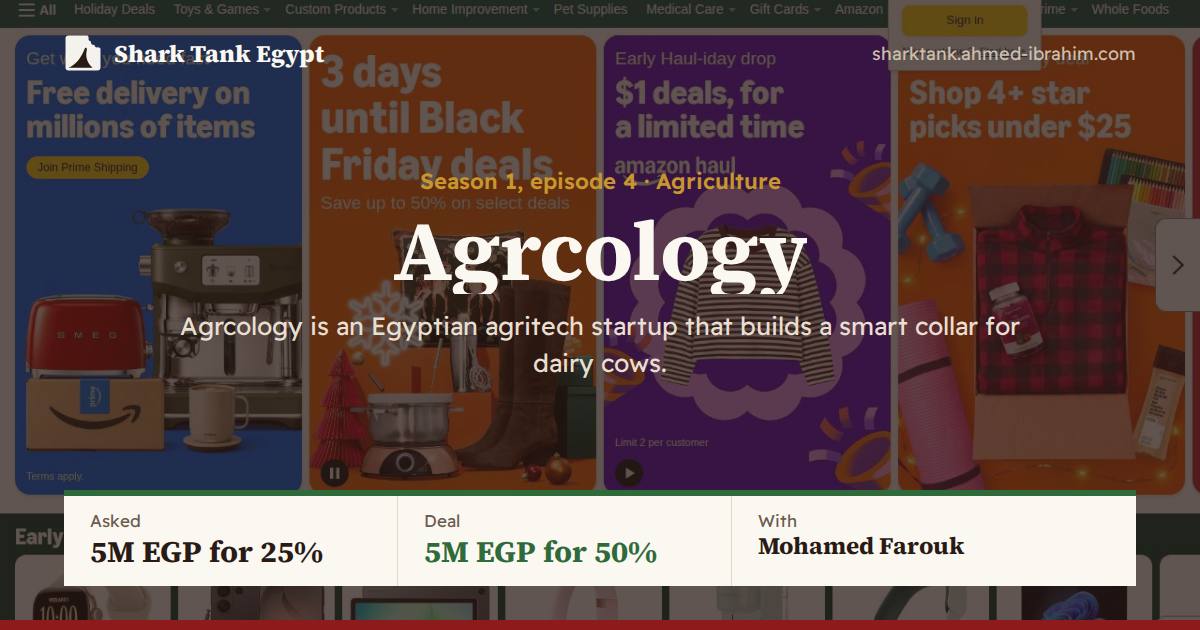 All Holiday Deals Toys & Games Custom Products Home Improvement Pet Supplies Medical Care Gift Cards Amazon Whole Foods
Sign In
Shark Tank Egypt
sharktank.ahmed-ibrahim.com
Free delivery on
millions of items
Join Prime Shipping
SMEG
prime
Terms apply.
3 days
until Black
Friday deals
Save up to 50% on select deals
Early Haul-iday drop
$1 deals, for
a limited time
amazon haul
Limit 2 per customer
Shop 4+ star
picks under $25
Season 1, episode 4 · Agriculture
Agrcology
Agrcology is an Egyptian agritech startup that builds a smart collar for
dairy cows.
Early
Asked
5M EGP for 25%
Deal
5M EGP for 50%
With
Mohamed Farouk
10:09